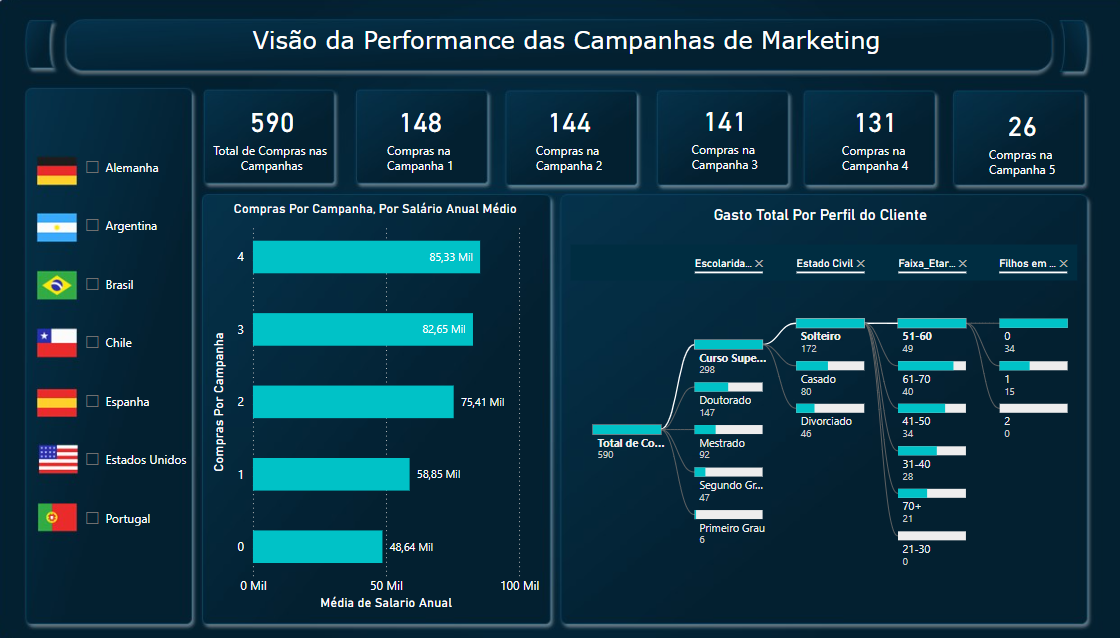 Visão da Performance das Campanhas de Marketing
Alemanha
Argentina
Brasil
Chile
Espanha
Estados Unidos
Portugal
590
Total de Compras nas
Campanhas
148
Compras na
Campanha 1
144
Compras na
Campanha 2
141
Compras na
Campanha 3
131
Compras na
Campanha 4
26
Compras na
Campanha 5
Compras Por Campanha, Por Salário Anual Médio
Compras Por Campanha
4
85,33 Mil
3
82,65 Mil
2
75,41 Mil
1
58,85 Mil
0
48,64 Mil
0 Mil
50 Mil
100 Mil
Média de Salario Anual
Gasto Total Por Perfil do Cliente
Escolarida...
Estado Civil
Faixa_Etar...
Filhos em ...
Total de Co...
590
Curso Supe...
298
Doutorado
147
Mestrado
92
Segundo Gr...
47
Primeiro Grau
6
Solteiro
172
Casado
80
Divorciado
46
51-60
49
61-70
40
41-50
34
31-40
28
70+
21
21-30
0
0
34
1
15
2
0